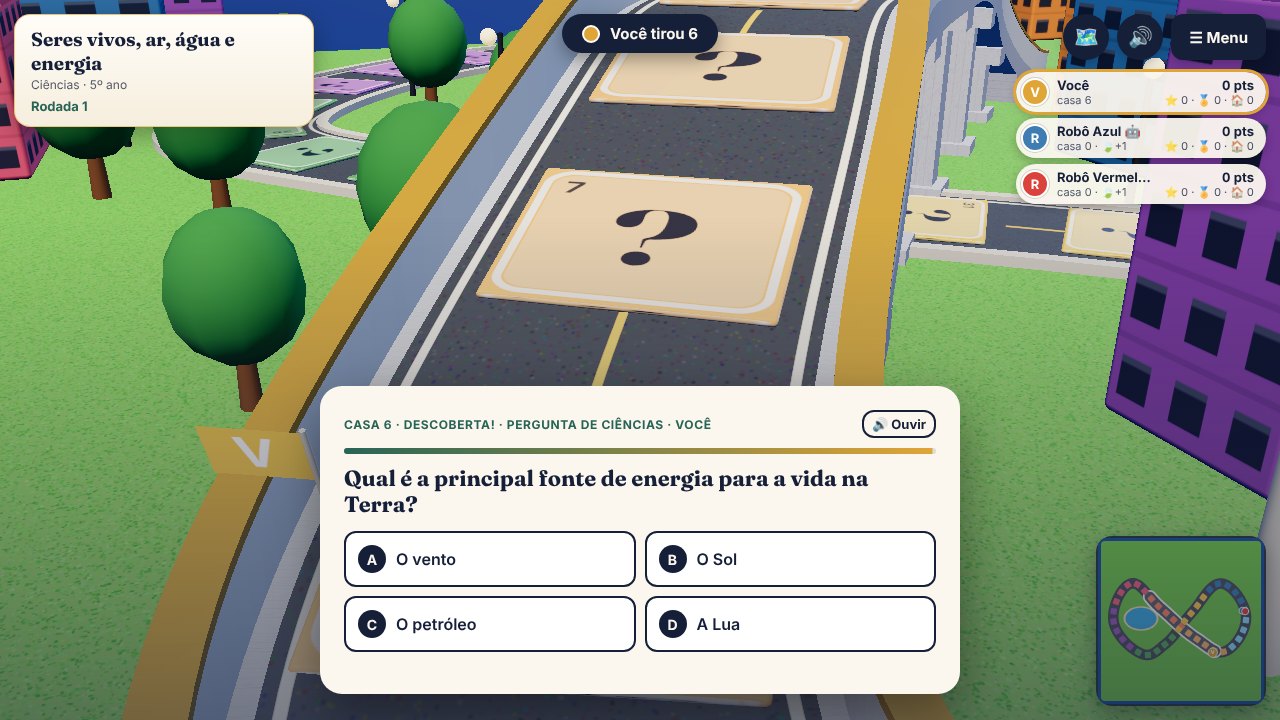 Seres vivos, ar, água e
energia
Ciências · 5º ano
Rodada 1
Você tirou 6
☰ Menu
V
Você
0 pts
casa 6
⭐ 0 · 🏅 0 · 🏠 0
R
Robô Azul 🤖
0 pts
casa 0 · 🍃+1
⭐ 0 · 🏅 0 · 🏠 0
R
Robô Vermel...
0 pts
casa 0 · 🍃+1
⭐ 0 · 🏅 0 · 🏠 0
?
7
?
V
CASA 6 · DESCOBERTA! · PERGUNTA DE CIÊNCIAS · VOCÊ
🔊 Ouvir
Qual é a principal fonte de energia para a vida na
Terra?
A O vento
B O Sol
C O petróleo
D A Lua